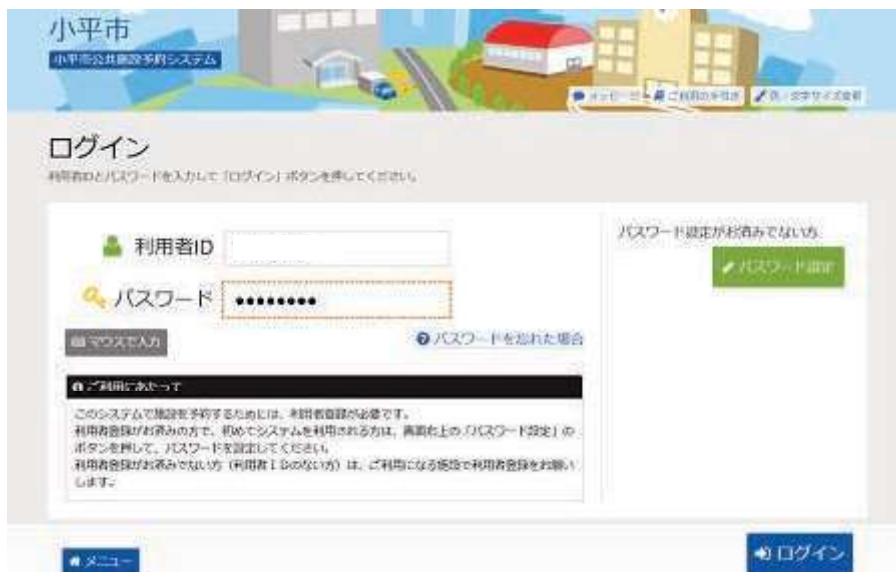 小平市
小平市公共施設予約システム
メッセージ
ご利用の手引き
色・文字サイズ変更
ログイン
利用者IDとパスワードを入力して「ログイン」ボタンを押してください。
利用者ID
パスワード
マウスで入力
パスワードを忘れた場合
パスワード設定がお済みでない方
パスワード設定
ご利用にあたって
このシステムで施設を予約するためには、利用者登録が必要です。
利用者登録がお済みの方で、初めてシステムを利用される方は、画面右上の「パスワード設定」の
ボタンを押して、パスワードを設定してください。
利用者登録がお済みでない方（利用者IDのない方）は、ご利用になる施設で利用者登録をお願い
します。
メニュー
ログイン